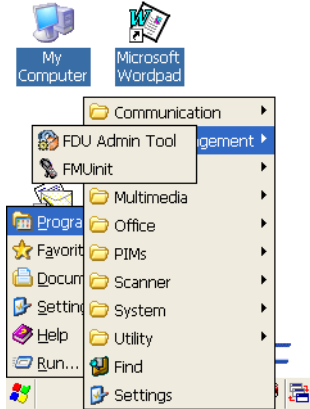 My
Computer
Microsoft
Wordpad
Communication
FDU Admin Tool
gement
FMUinit
Multimedia
Progra
Office
Favorit
PIMs
Docum
Scanner
Setting
System
Help
Utility
Run...
Find
Settings